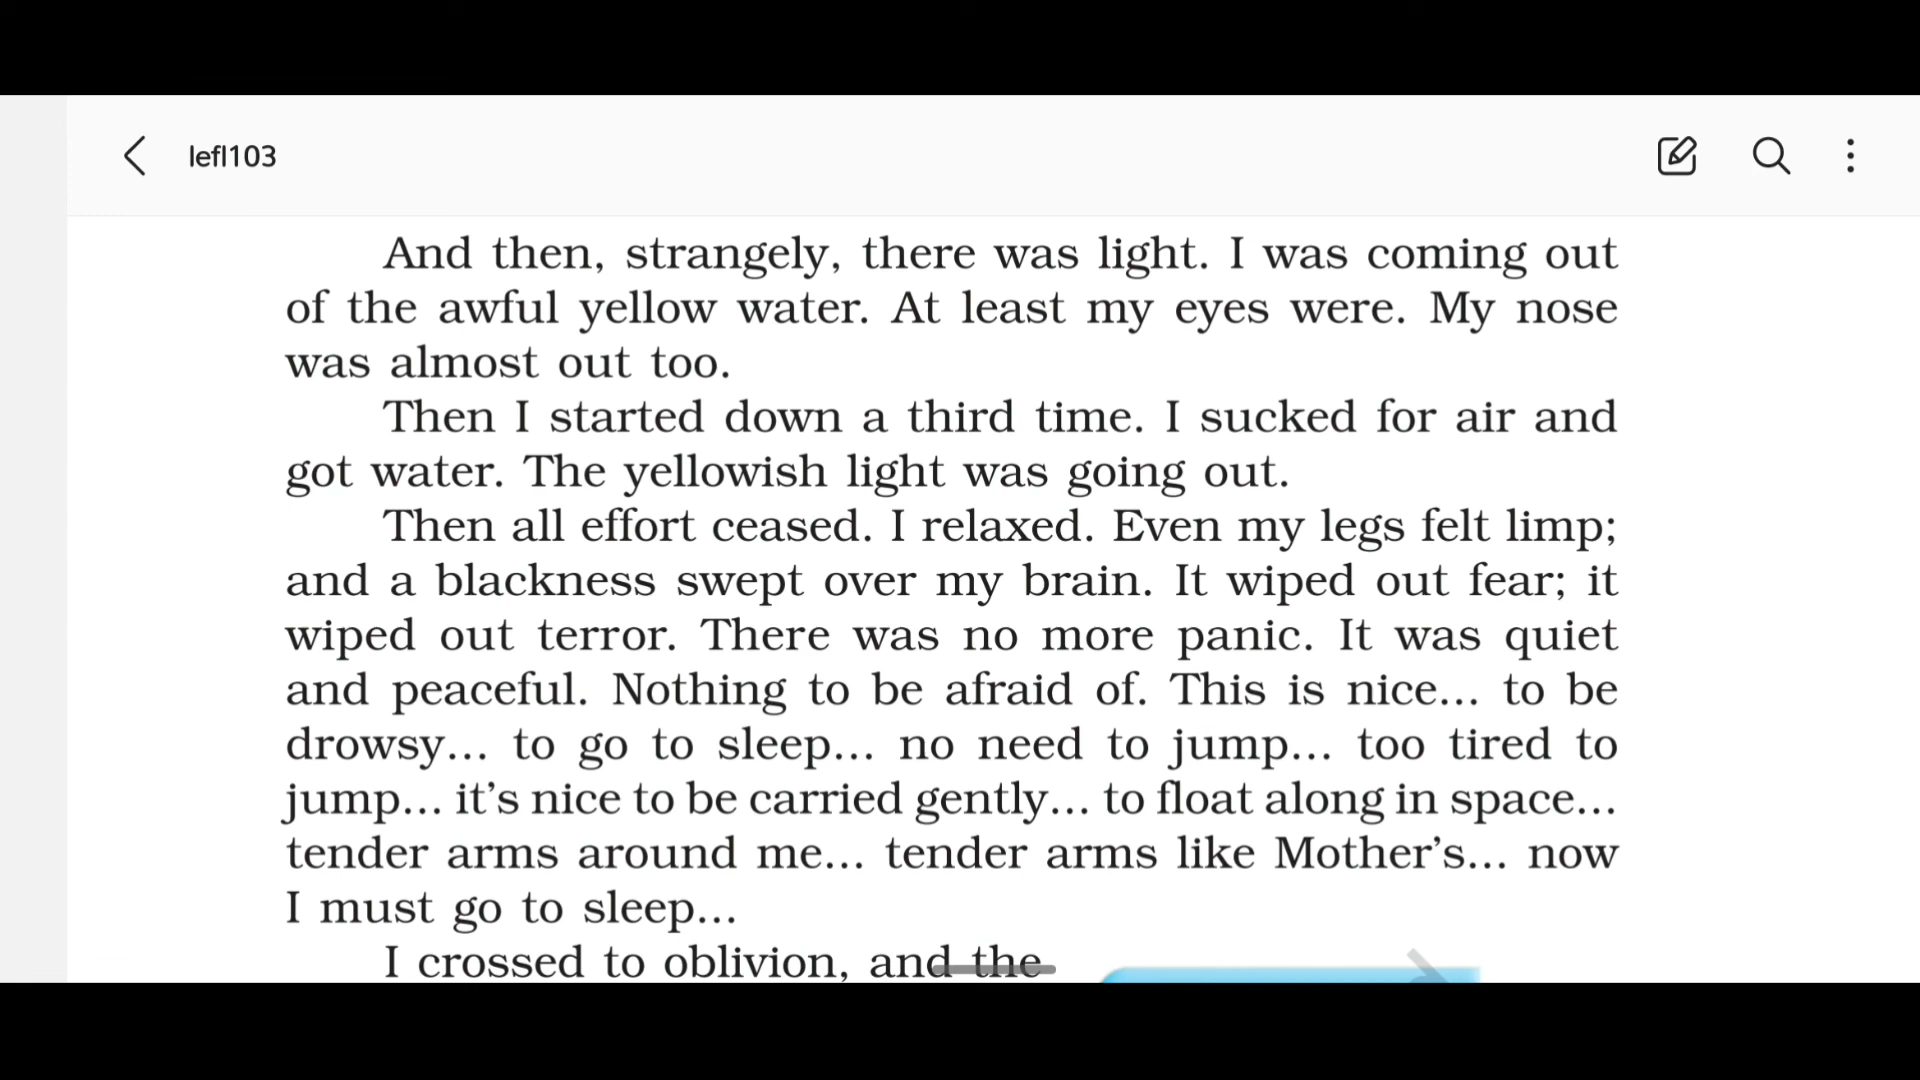 lefl103
And then, strangely, there was light. I was coming out
of the awful yellow water. At least my eyes were. My nose
was almost out too.
Then I started down a third time. I sucked for air and
got water. The yellowish light was going out.
Then all effort ceased. I relaxed. Even my legs felt limp;
and a blackness swept over my brain. It wiped out fear; it
wiped out terror. There was no more panic. It was quiet
and peaceful. Nothing to be afraid of. This is nice... to be
drowsy... to go to sleep... no need to jump... too tired to
jump... it’s nice to be carried gently... to float along in space...
tender arms around me... tender arms like Mother’s... now
I must go to sleep...
I crossed to oblivion, and the